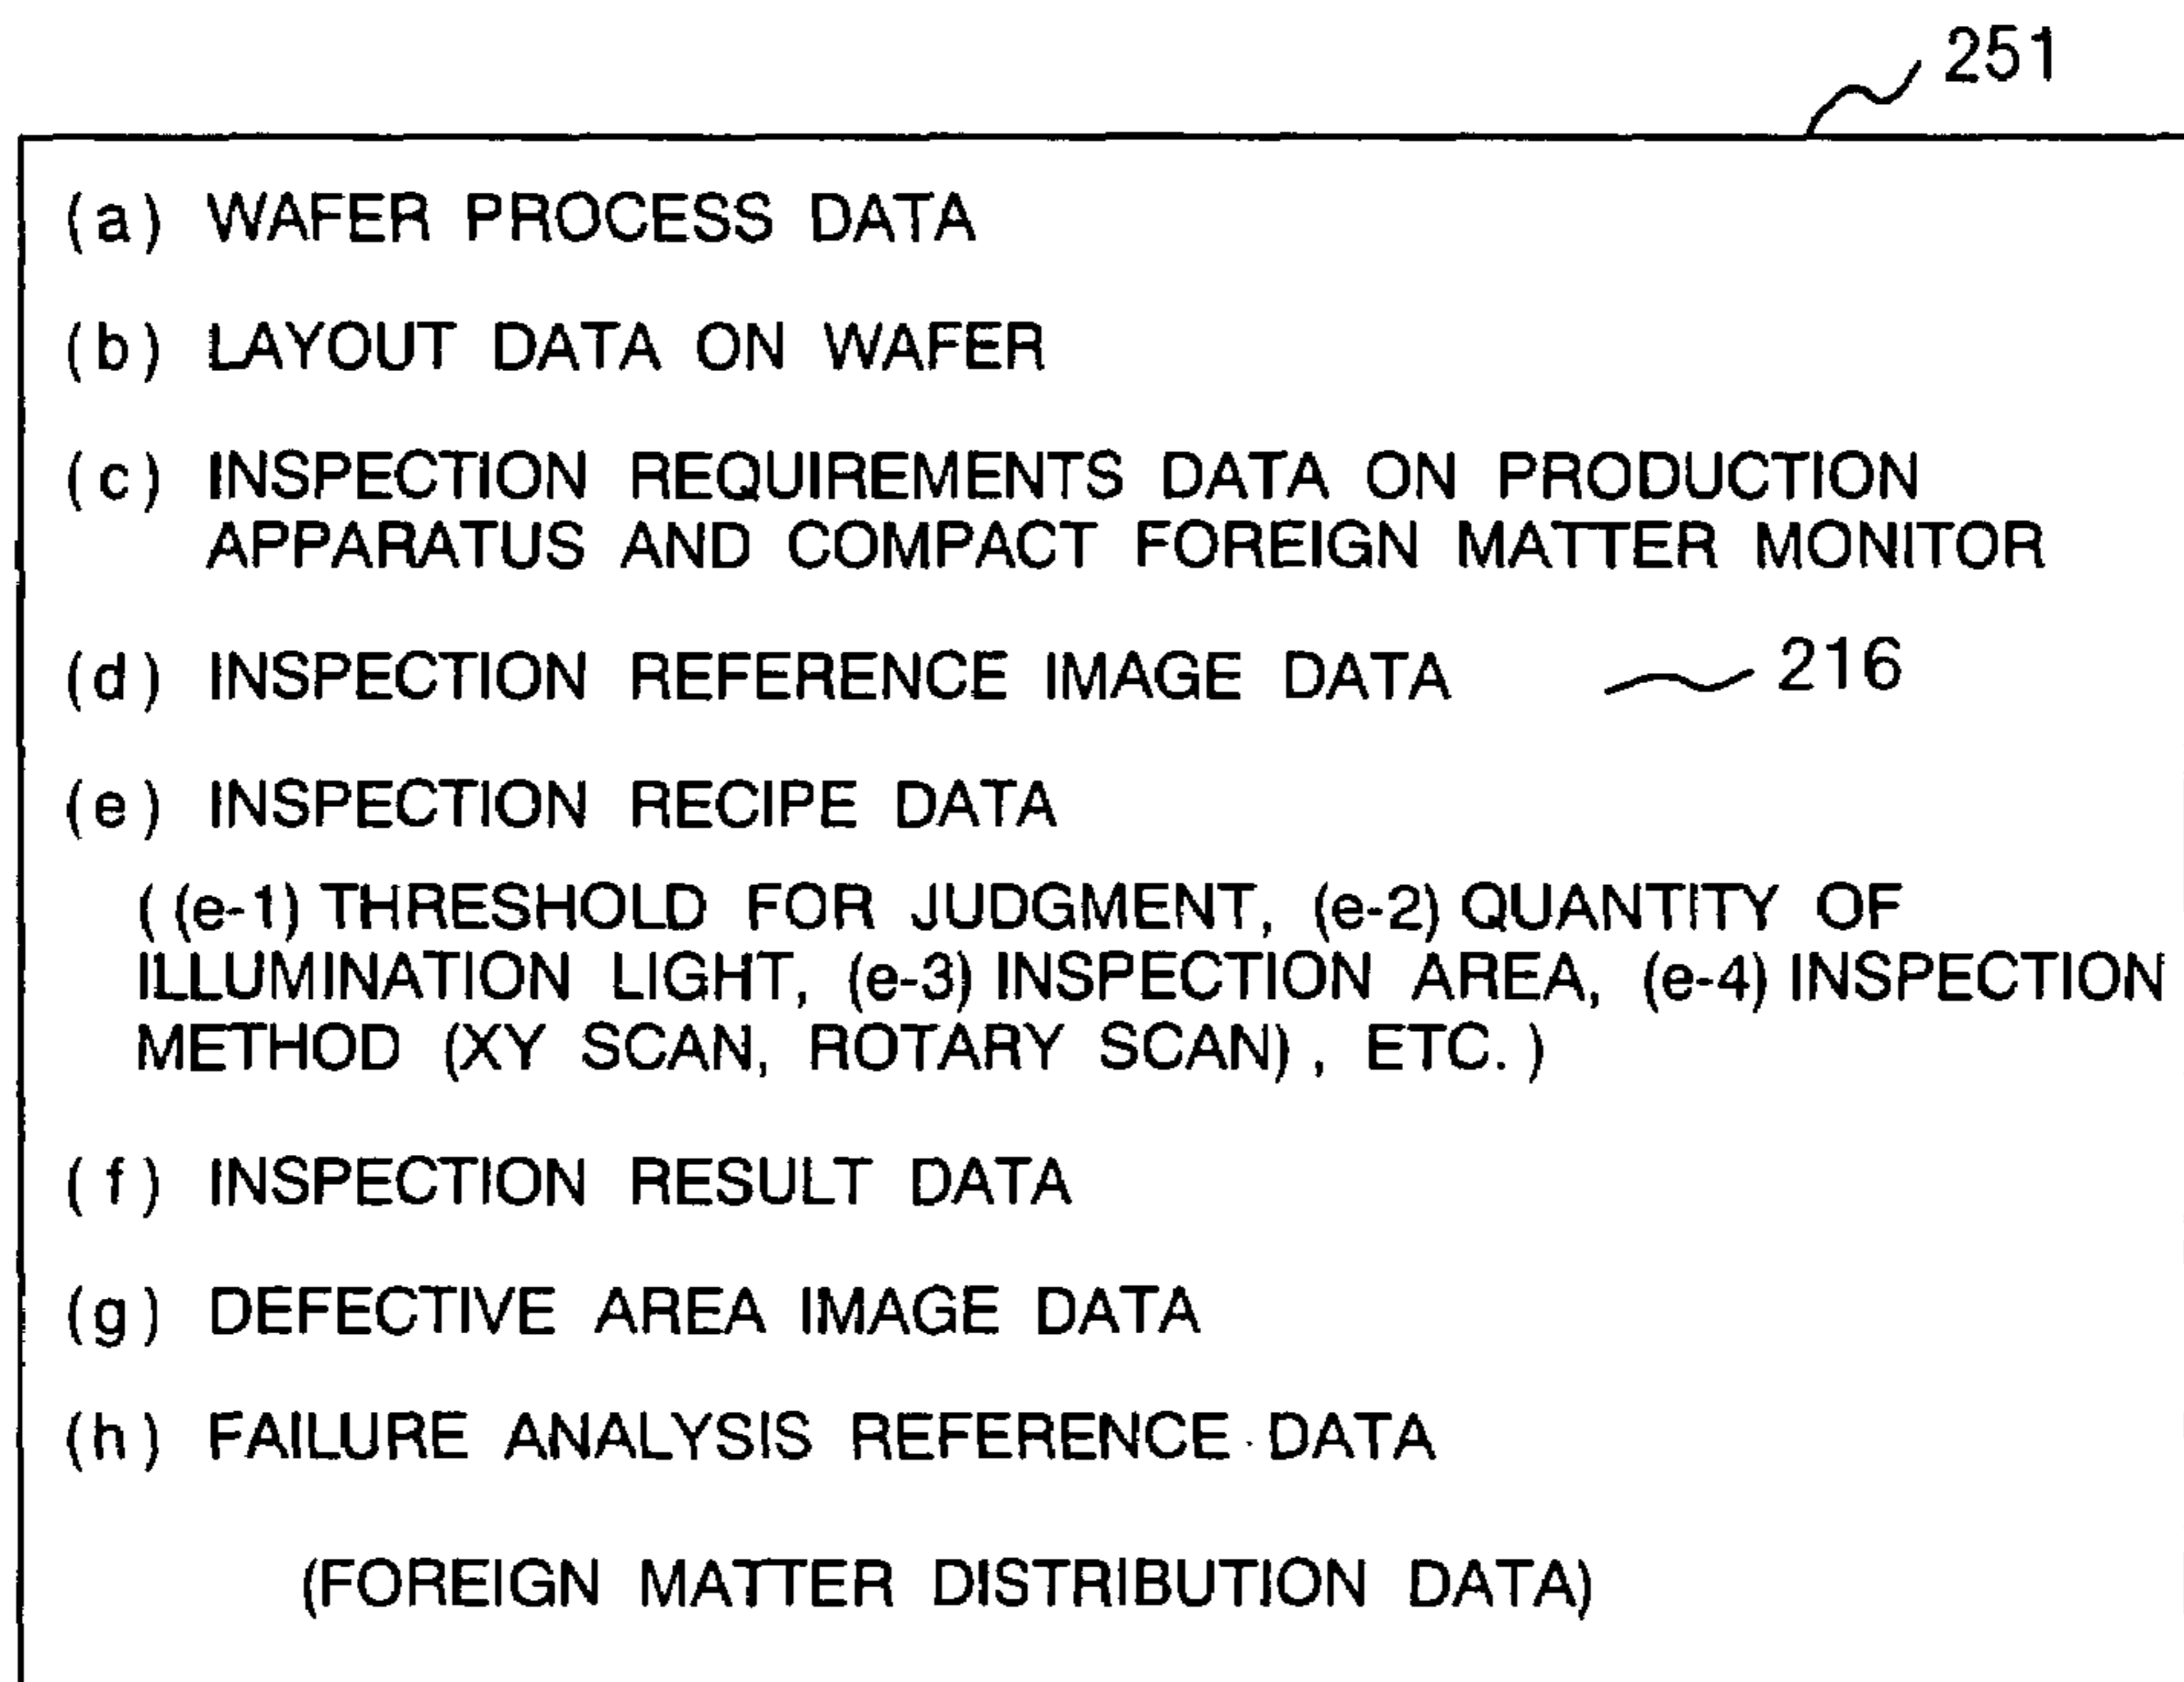 251
(a) WAFER PROCESS DATA
(b) LAYOUT DATA ON WAFER
(c) INSPECTION REQUIREMENTS DATA ON PRODUCTION
APPARATUS AND COMPACT FOREIGN MATTER MONITOR
(d) INSPECTION REFERENCE IMAGE DATA 216
(e) INSPECTION RECIPE DATA
( (e-1) THRESHOLD FOR JUDGMENT, (e-2) QUANTITY OF
ILLUMINATION LIGHT, (e-3) INSPECTION AREA, (e-4) INSPECTION
METHOD (XY SCAN, ROTARY SCAN), ETC. )
(f) INSPECTION RESULT DATA
(g) DEFECTIVE AREA IMAGE DATA
(h) FAILURE ANALYSIS REFERENCE DATA
(FOREIGN MATTER DISTRIBUTION DATA)